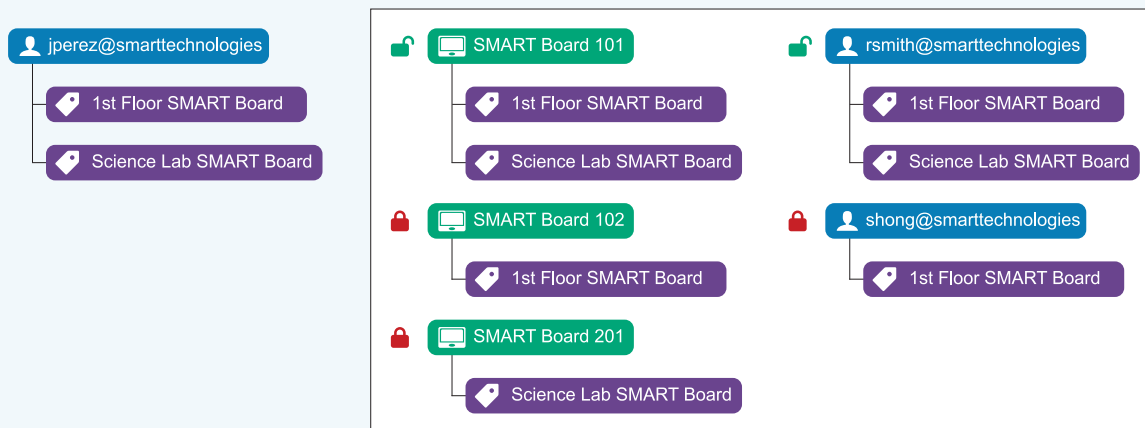 jperez@smarttechnologies
1st Floor SMART Board
Science Lab SMART Board
SMART Board 101
1st Floor SMART Board
Science Lab SMART Board
SMART Board 102
1st Floor SMART Board
SMART Board 201
Science Lab SMART Board
rsmith@smarttechnologies
1st Floor SMART Board
Science Lab SMART Board
shong@smarttechnologies
1st Floor SMART Board